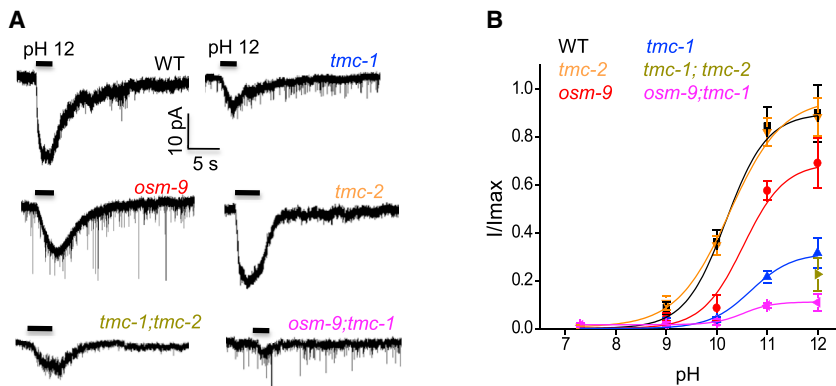 A
pH 12
WT
pH 12
tmc-1
10 pA
5 s
osm-9
tmc-2
tmc-1;tmc-2
osm-9;tmc-1
B
WT
tmc-1
tmc-2
tmc-1; tmc-2
osm-9
osm-9;tmc-1
I/Imax
1.0
0.8
0.6
0.4
0.2
0.0
7 8 9 10 11 12
pH